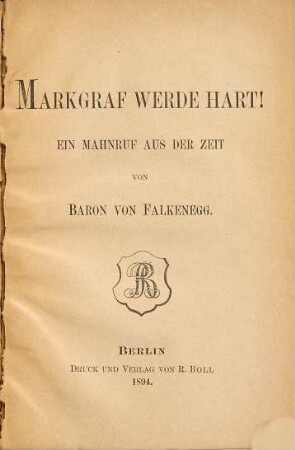 MARKGRAF WERDE HART!
EIN MAHNRUF AUS DER ZEIT
VON
BARON VON FALKENEGG.
R
BERLIN
DRUCK UND VERLAG VON R. BOLL
1894.